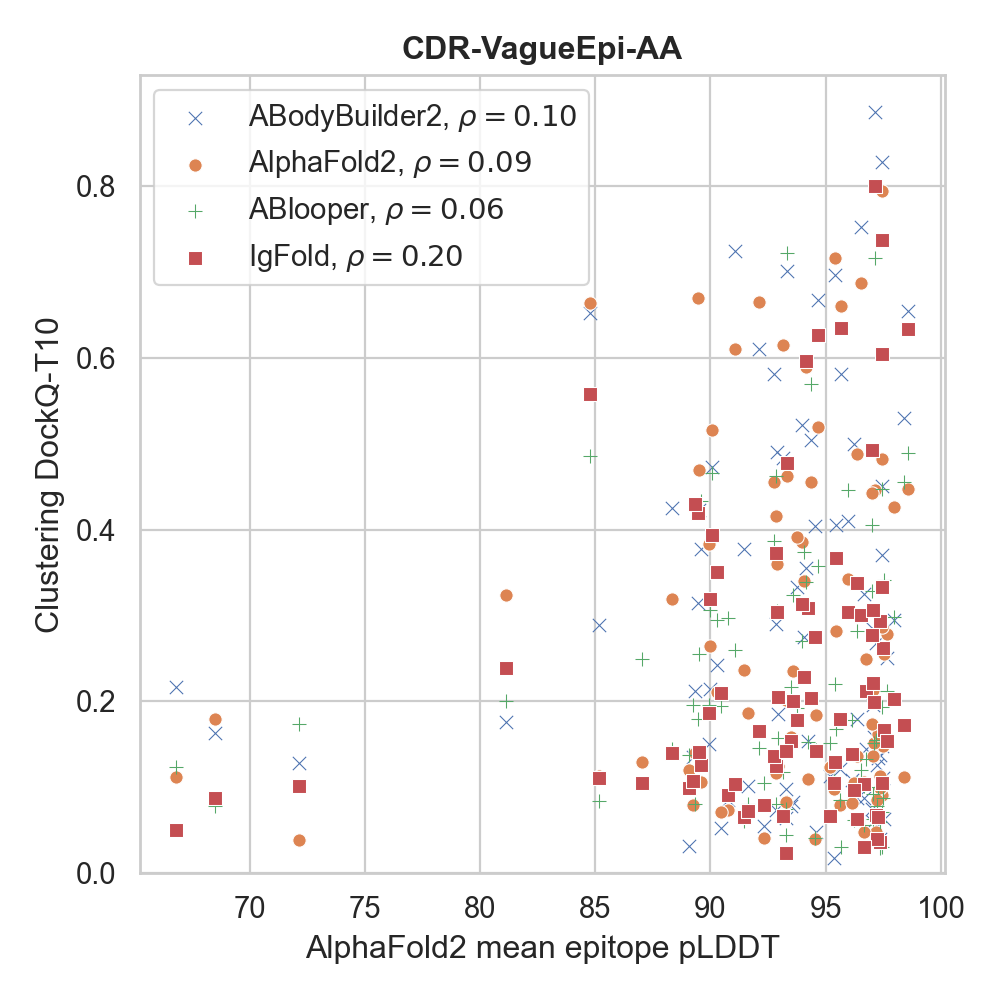 CDR-VagueEpi-AA
ABodyBuilder2, ρ = 0.10
AlphaFold2, ρ = 0.09
ABlooper, ρ = 0.06
IgFold, ρ = 0.20
Clustering DockQ-T10
0.8
0.6
0.4
0.2
0.0
70 75 80 85 90 95 100
AlphaFold2 mean epitope pLDDT